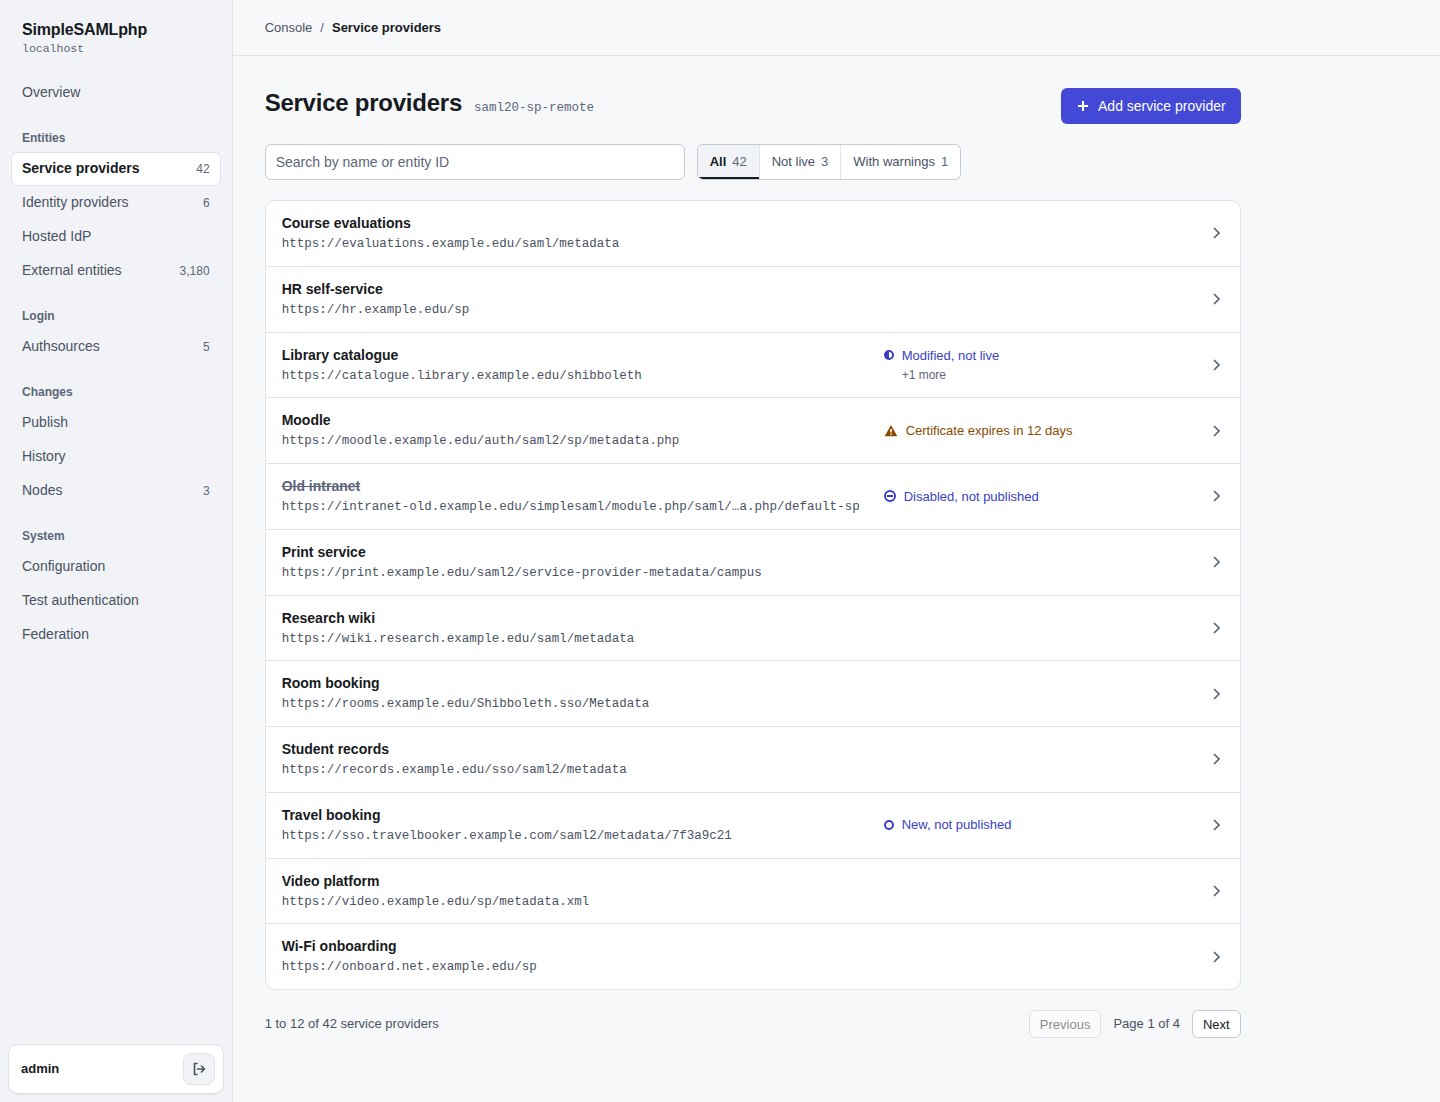 SimpleSAMLphp
localhost
Overview
Entities
Service providers 42
Identity providers 6
Hosted IdP
External entities 3,180
Login
Authsources 5
Changes
Publish
History
Nodes 3
System
Configuration
Test authentication
Federation
admin
Console / Service providers
Service providers saml20-sp-remote
Add service provider
Search by name or entity ID
All 42 Not live 3 With warnings 1
Course evaluations
https://evaluations.example.edu/saml/metadata
HR self-service
https://hr.example.edu/sp
Library catalogue
https://catalogue.library.example.edu/shibboleth
Modified, not live
+1 more
Moodle
https://moodle.example.edu/auth/saml2/sp/metadata.php
Certificate expires in 12 days
Old intranet
https://intranet-old.example.edu/simplesaml/module.php/saml/…a.php/default-sp
Disabled, not published
Print service
https://print.example.edu/saml2/service-provider-metadata/campus
Research wiki
https://wiki.research.example.edu/saml/metadata
Room booking
https://rooms.example.edu/Shibboleth.sso/Metadata
Student records
https://records.example.edu/sso/saml2/metadata
Travel booking
https://sso.travelbooker.example.com/saml2/metadata/7f3a9c21
New, not published
Video platform
https://video.example.edu/sp/metadata.xml
Wi-Fi onboarding
https://onboard.net.example.edu/sp
1 to 12 of 42 service providers
Previous Page 1 of 4 Next